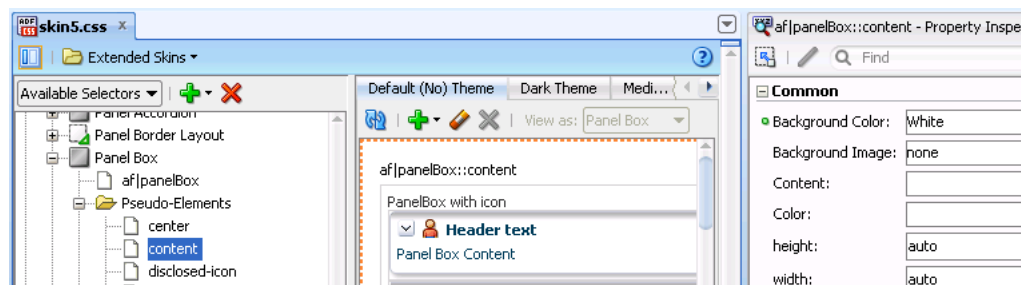 ADF CSS skin5.css x
Extended Skins
Available Selectors
Panel Accordion
Panel Border Layout
Panel Box
af|panelBox
Pseudo-Elements
center
content
disclosed-icon
Default (No) Theme Dark Theme Medi...
View as: Panel Box
af|panelBox::content
PanelBox with icon
Header text
Panel Box Content
af|panelBox::content - Property Inspe
Find
Common
Background Color: White
Background Image: none
Content:
Color:
height: auto
width: auto